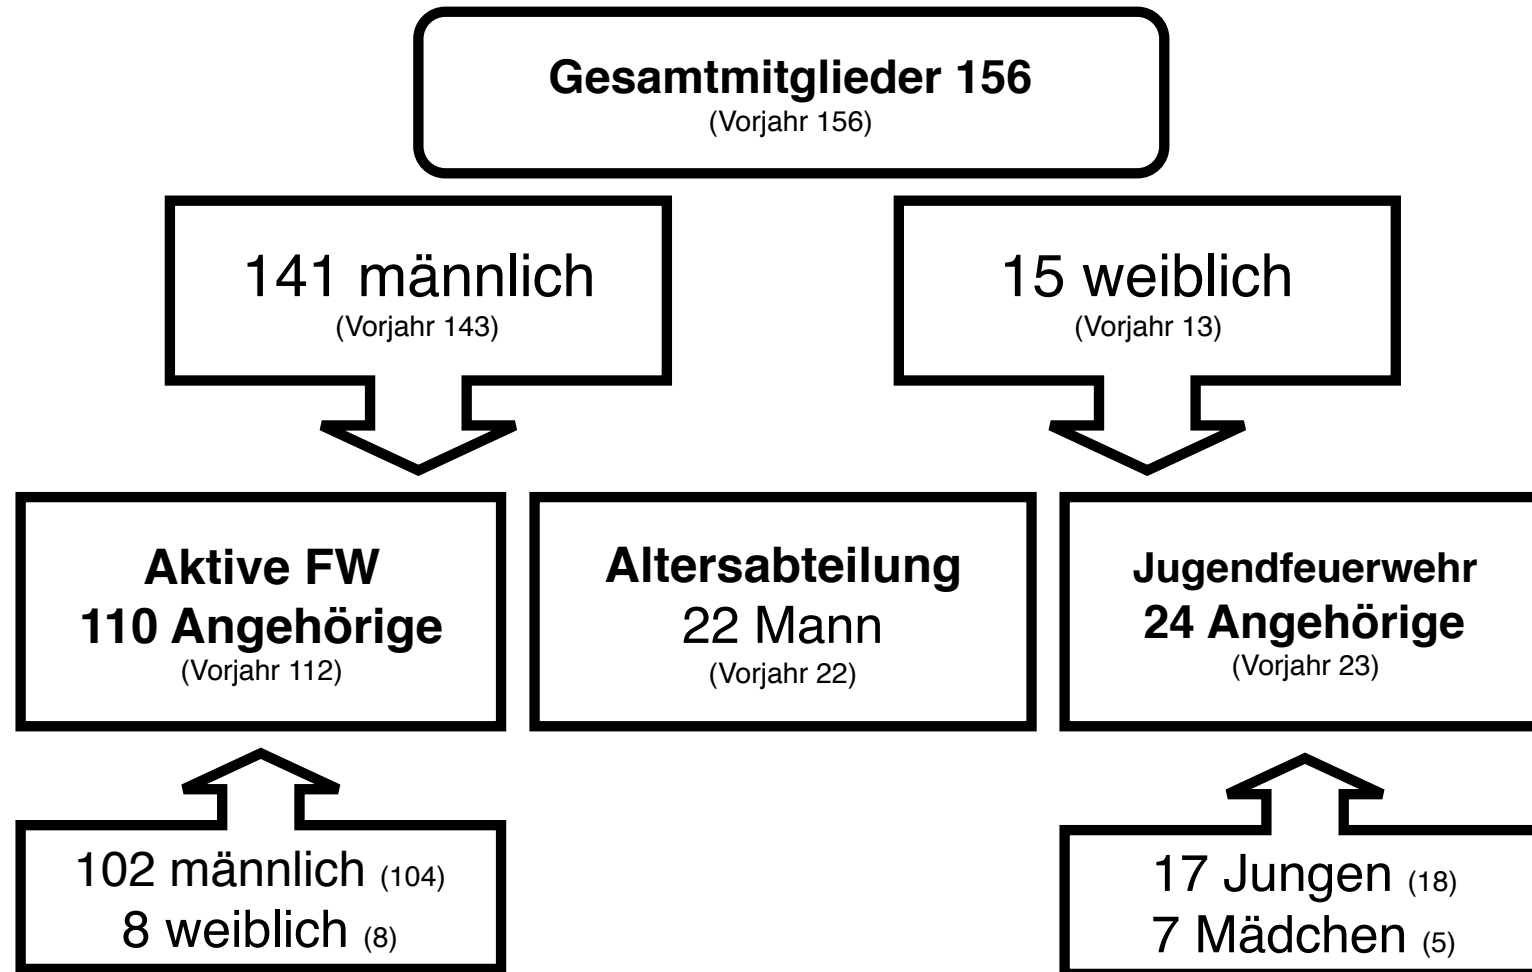 Gesamtmitglieder 156
(Vorjahr 156)
141 männlich
(Vorjahr 143)
15 weiblich
(Vorjahr 13)
Aktive FW
110 Angehörige
(Vorjahr 112)
Altersabteilung
22 Mann
(Vorjahr 22)
Jugendfeuerwehr
24 Angehörige
(Vorjahr 23)
102 männlich (104)
8 weiblich (8)
17 Jungen (18)
7 Mädchen (5)